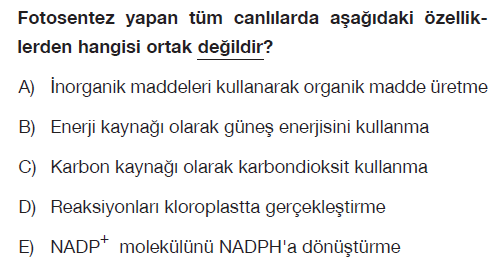 Fotosentez yapan tüm canlılarda aşağıdaki özellik-
lerden hangisi ortak değildir?
A) İnorganik maddeleri kullanarak organik madde üretme
B) Enerji kaynağı olarak güneş enerjisini kullanma
C) Karbon kaynağı olarak karbondioksit kullanma
D) Reaksiyonları kloroplastta gerçekleştirme
E) NADP⁺ molekülünü NADPH'a dönüştürme